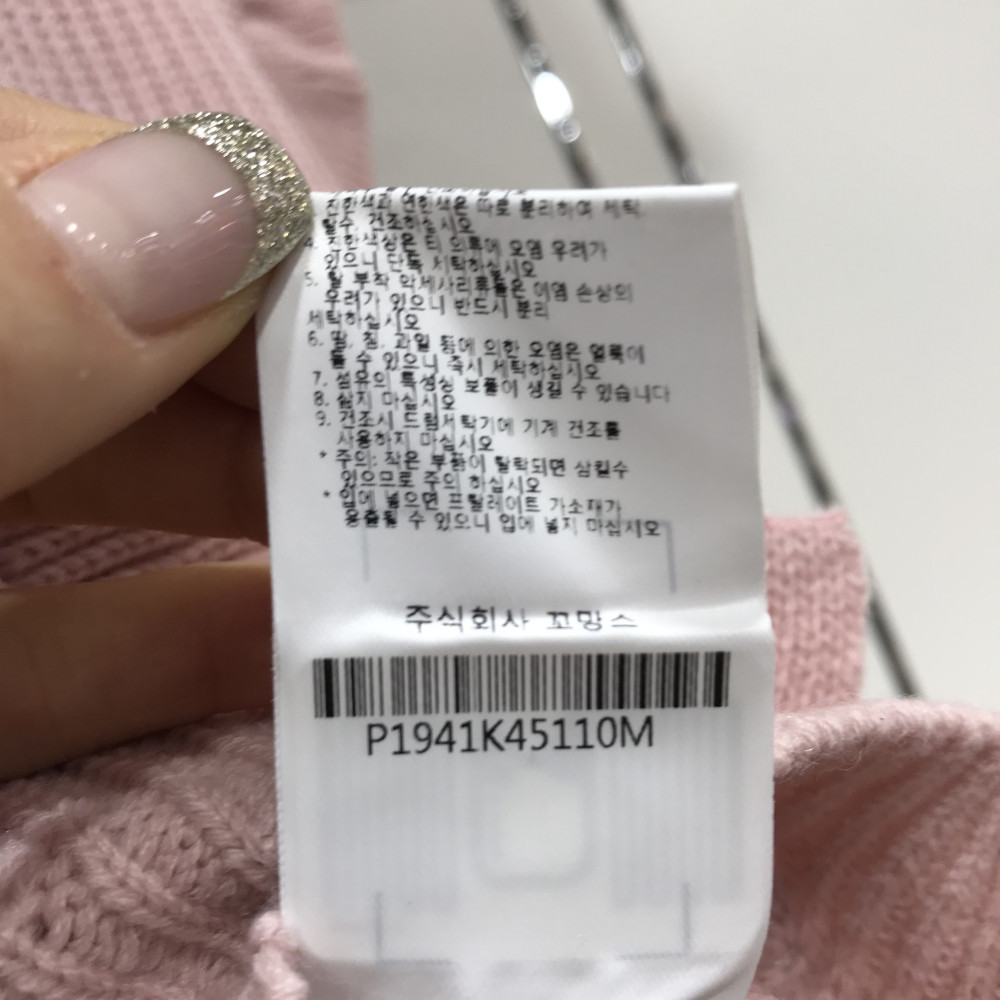 진한색과 연한색은 따로 분리하여 세탁
필수. 건조하십시오
4. 진한색상은 타 의류에 오염 우려가
있으니 단독 세탁하십시오
5. 탈 부착 악세사리류들은 이염 손상의
우려가 있으니 반드시 분리
세탁하십시오
6. 땀, 침, 과일 등에 의한 오염은 얼룩이
될 수 있으니 즉시 세탁하십시오
7. 섬유의 특성상 보풀이 생길 수 있습니다
8. 삶지 마십시오
9. 건조시 드럼세탁기에 기계 건조를
사용하지 마십시오
* 주의: 작은 부품이 탈락되면 삼킬수
있으므로 주의 하십시오
* 입에 넣으면 프탈레이트 가소재가
용출될 수 있으니 입에 넣지 마십시오
주식회사 꼬망스
P1941K45110M